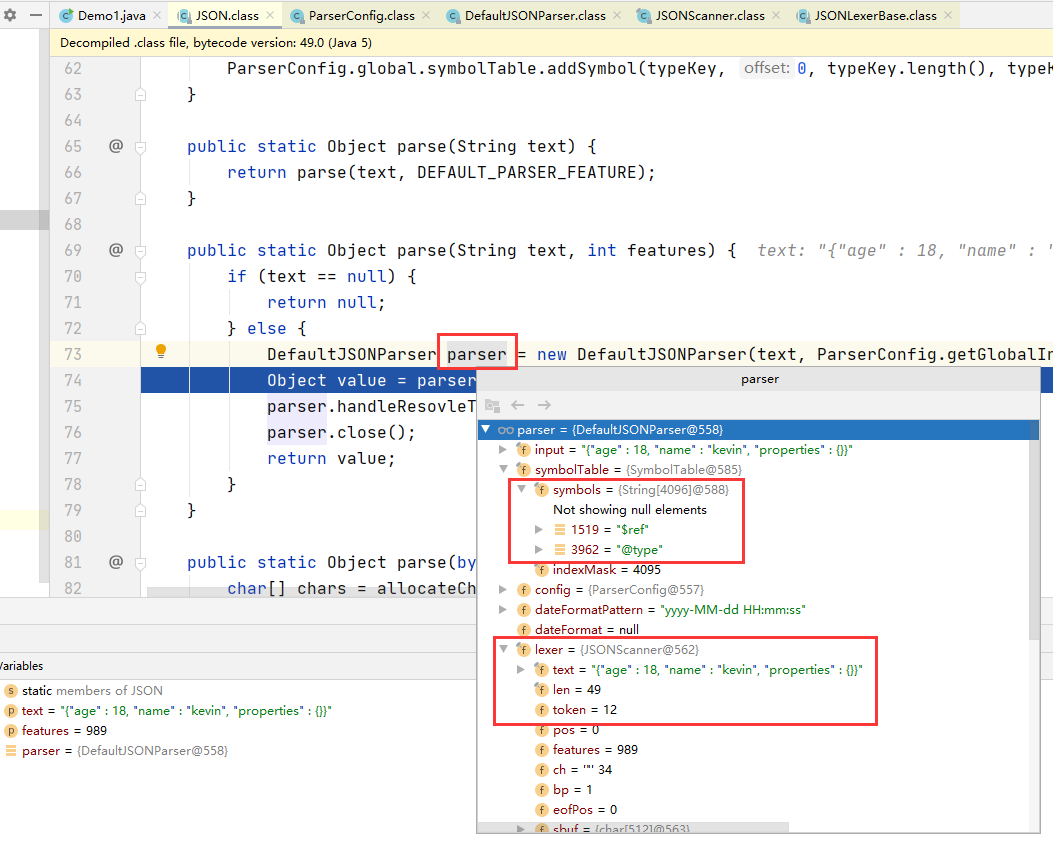 Demo1.java × JSON.class × ParserConfig.class × DefaultJSONParser.class × JSONScanner.class × JSONLexerBase.class ×
Decompiled .class file, bytecode version: 49.0 (Java 5)
62 ParserConfig.global.symbolTable.addSymbol(typeKey, offset: 0, typeKey.length(), typeK
63 }
64
65 @ public static Object parse(String text) {
66 return parse(text, DEFAULT_PARSER_FEATURE);
67 }
68
69 @ public static Object parse(String text, int features) { text: "{"age" : 18, "name" : "
70 if (text == null) {
71 return null;
72 } else {
73 DefaultJSONParser parser = new DefaultJSONParser(text, ParserConfig.getGlobalIn
74 Object value = parser
75 parser.handleResovleT
76 parser.close();
77 return value;
78 }
79 }
80
81 @ public static Object parse(by
82 char[] chars = allocateCh
parser
parser = {DefaultJSONParser@558}
f input = "{"age" : 18, "name" : "kevin", "properties" : {}}"
f symbolTable = {SymbolTable@585}
f symbols = {String[4096]@588}
Not showing null elements
1519 = "$ref"
3962 = "@type"
f indexMask = 4095
f config = {ParserConfig@557}
f dateFormatPattern = "yyyy-MM-dd HH:mm:ss"
f dateFormat = null
f lexer = {JSONScanner@562}
f text = "{"age" : 18, "name" : "kevin", "properties" : {}}"
f len = 49
f token = 12
f pos = 0
f features = 989
f ch = '"' 34
f bp = 1
f eofPos = 0
f sbuf = {char[512]@563}
Variables
s static members of JSON
p text = "{"age" : 18, "name" : "kevin", "properties" : {}}"
p features = 989
parser = {DefaultJSONParser@558}